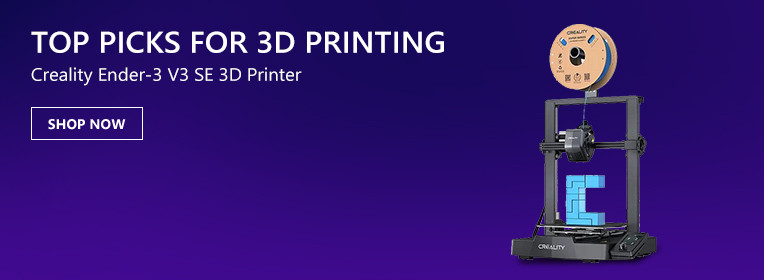 TOP PICKS FOR 3D PRINTING
Creality Ender-3 V3 SE 3D Printer
SHOP NOW
CREALITY
CREALITY